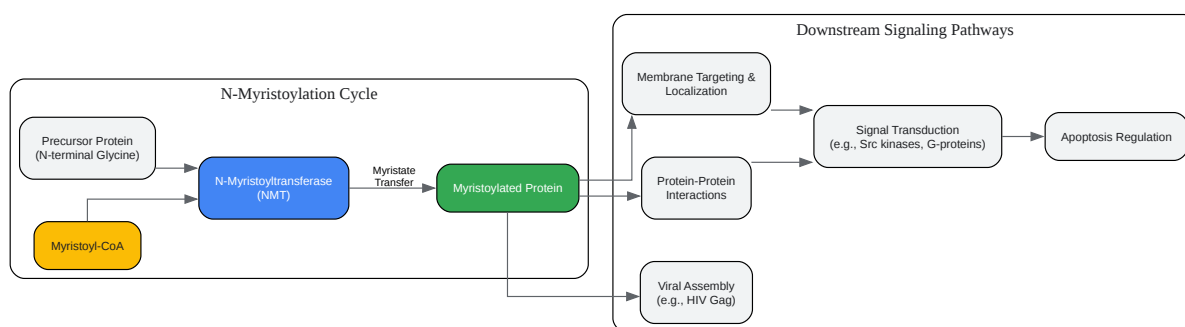 Downstream Signaling Pathways
N-Myristoylation Cycle
Precursor Protein
(N-terminal Glycine)
Myristoyl-CoA
N-Myristoyltransferase
(NMT)
Myristate
Transfer
Myristoylated Protein
Membrane Targeting &
Localization
Protein-Protein
Interactions
Viral Assembly
(e.g., HIV Gag)
Signal Transduction
(e.g., Src kinases, G-proteins)
Apoptosis Regulation